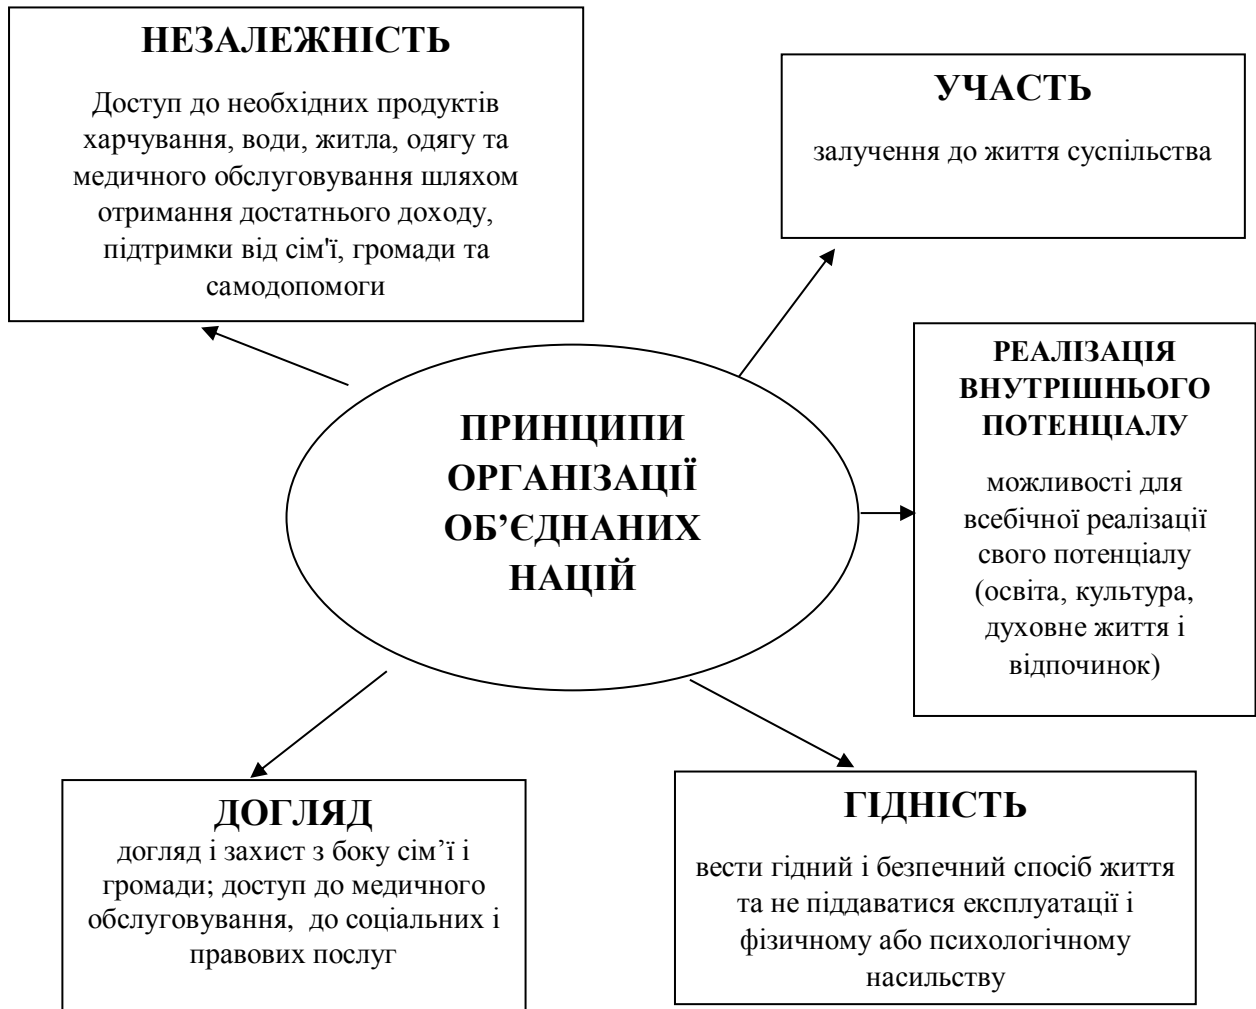 НЕЗАЛЕЖНІСТЬ
Доступ до необхідних продуктів
харчування, води, житла, одягу та
медичного обслуговування шляхом
отримання достатнього доходу,
підтримки від сім'ї, громади та
самодопомоги
УЧАСТЬ
залучення до життя суспільства
РЕАЛІЗАЦІЯ
ВНУТРІШНЬОГО
ПОТЕНЦІАЛУ
можливості для
всебічної реалізації
свого потенціалу
(освіта, культура,
духовне життя і
відпочинок)
ПРИНЦИПИ
ОРГАНІЗАЦІЇ
ОБ’ЄДНАНИХ
НАЦІЙ
ДОГЛЯД
догляд і захист з боку сім’ї і
громади; доступ до медичного
обслуговування, до соціальних і
правових послуг
ГІДНІСТЬ
вести гідний і безпечний спосіб життя
та не піддаватися експлуатації і
фізичному або психологічному
насильству